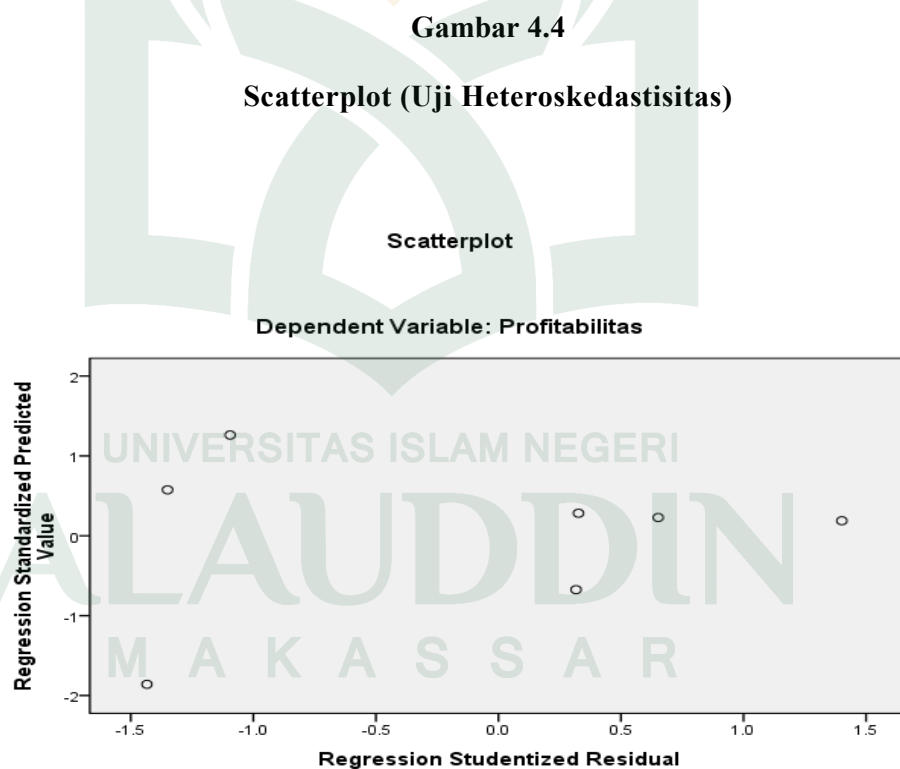 Gambar 4.4
Scatterplot (Uji Heteroskedastisitas)
Scatterplot
Dependent Variable: Profitabilitas
Regression Standardized Predicted
Value
2
1
0
-1
-2
UNIVERSITAS ISLAM NEGERI
ALAUDDIN
MAKASSAR
-1.5 -1.0 -0.5 0.0 0.5 1.0 1.5
Regression Studentized Residual